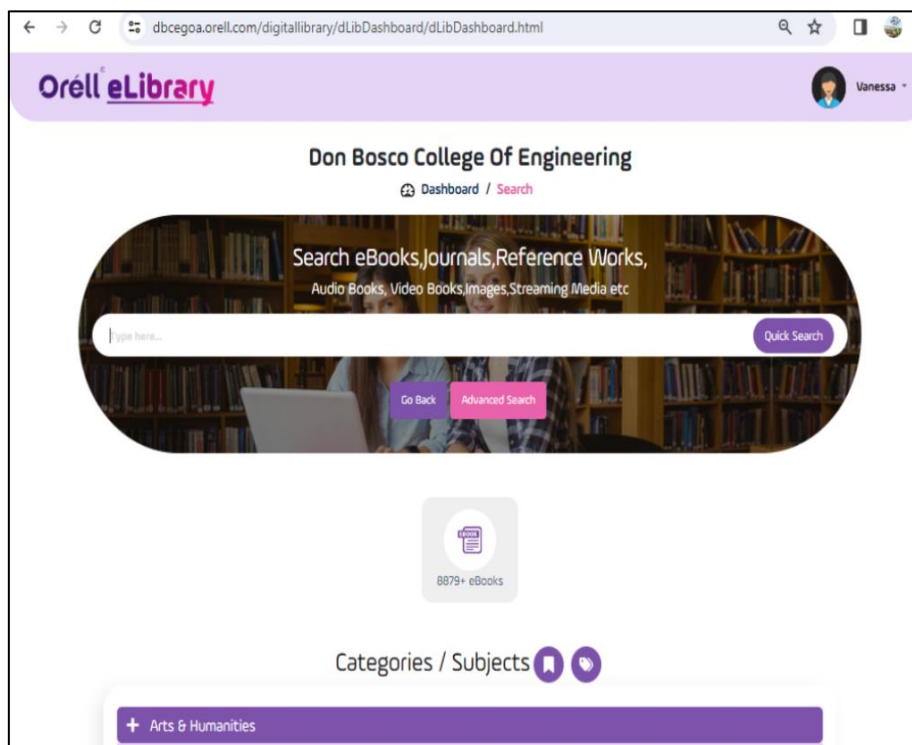 dbcegoa.orell.com/digitallibrary/dLibDashboard/dLibDashboard.html
Oréll eLibrary
Vanessa
Don Bosco College Of Engineering
Dashboard / Search
Search eBooks,Journals,Reference Works,
Audio Books, Video Books,Images,Streaming Media etc
Type here...
Quick Search
Go Back
Advanced Search
EBOOK
8879+ eBooks
Categories / Subjects
+ Arts & Humanities